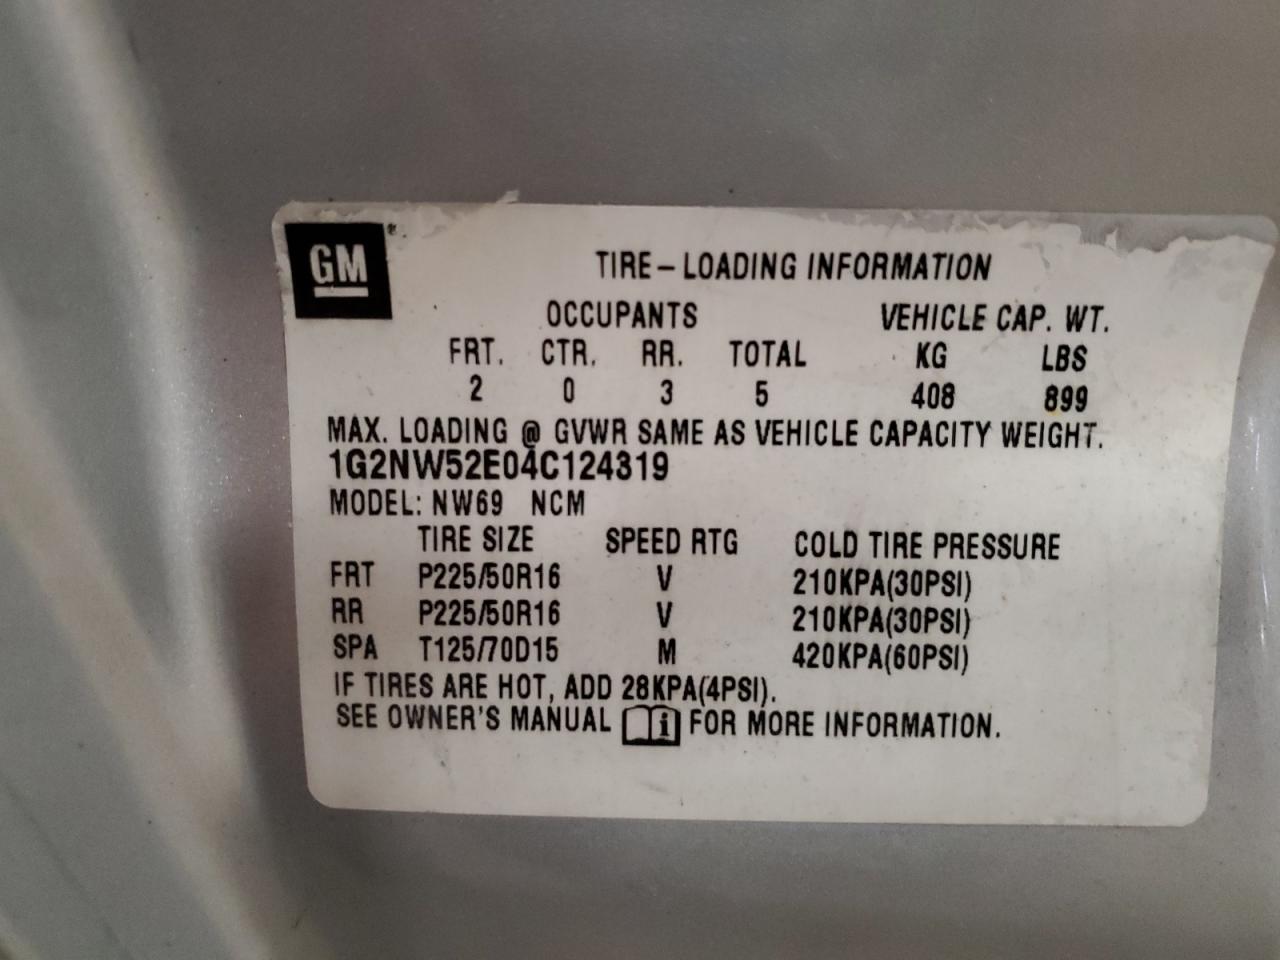 GM
TIRE-LOADING INFORMATION
OCCUPANTS VEHICLE CAP. WT.
FRT. CTR. RR. TOTAL KG LBS
2 0 3 5 408 899
MAX. LOADING @ GVWR SAME AS VEHICLE CAPACITY WEIGHT.
1G2NW52E04C124319
MODEL: NW69 NCM
TIRE SIZE SPEED RTG COLD TIRE PRESSURE
FRT P225/50R16 V 210KPA(30PSI)
RR P225/50R16 V 210KPA(30PSI)
SPA T125/70D15 M 420KPA(60PSI)
IF TIRES ARE HOT, ADD 28KPA(4PSI).
SEE OWNER'S MANUAL i FOR MORE INFORMATION.